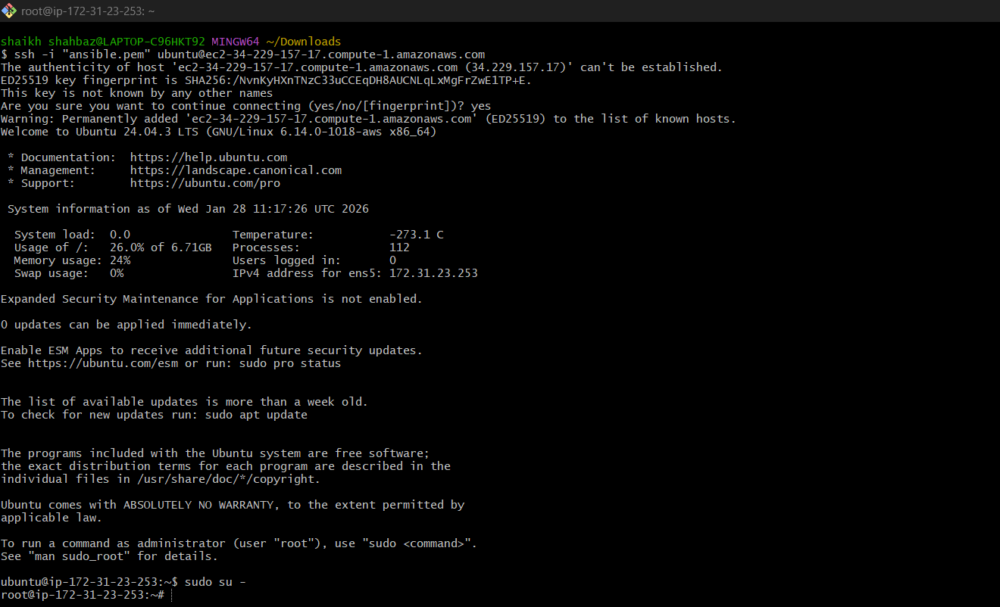 root@ip-172-31-23-253: ~
shaikh shahbaz@LAPTOP-C96HKT92 MINGW64 ~/Downloads
$ ssh -i "ansible.pem" ubuntu@ec2-34-229-157-17.compute-1.amazonaws.com
The authenticity of host 'ec2-34-229-157-17.compute-1.amazonaws.com (34.229.157.17)' can't be established.
ED25519 key fingerprint is SHA256:/NvnKyHXnTNzC33uCCEqDH8AUCNLqLxMgFrZwE1TP+E.
This key is not known by any other names
Are you sure you want to continue connecting (yes/no/[fingerprint])? yes
Warning: Permanently added 'ec2-34-229-157-17.compute-1.amazonaws.com' (ED25519) to the list of known hosts.
Welcome to Ubuntu 24.04.3 LTS (GNU/Linux 6.14.0-1018-aws x86_64)
* Documentation:  https://help.ubuntu.com
* Management:     https://landscape.canonical.com
* Support:        https://ubuntu.com/pro
System information as of Wed Jan 28 11:17:26 UTC 2026
System load:  0.0               Temperature:           -273.1 C
Usage of /:   26.0% of 6.71GB   Processes:             112
Memory usage: 24%               Users logged in:       0
Swap usage:   0%                IPv4 address for ens5: 172.31.23.253
Expanded Security Maintenance for Applications is not enabled.
0 updates can be applied immediately.
Enable ESM Apps to receive additional future security updates.
See https://ubuntu.com/esm or run: sudo pro status
The list of available updates is more than a week old.
To check for new updates run: sudo apt update
The programs included with the Ubuntu system are free software;
the exact distribution terms for each program are described in the
individual files in /usr/share/doc/*/copyright.
Ubuntu comes with ABSOLUTELY NO WARRANTY, to the extent permitted by
applicable law.
To run a command as administrator (user "root"), use "sudo <command>".
See "man sudo_root" for details.
ubuntu@ip-172-31-23-253:~$ sudo su -
root@ip-172-31-23-253:~#